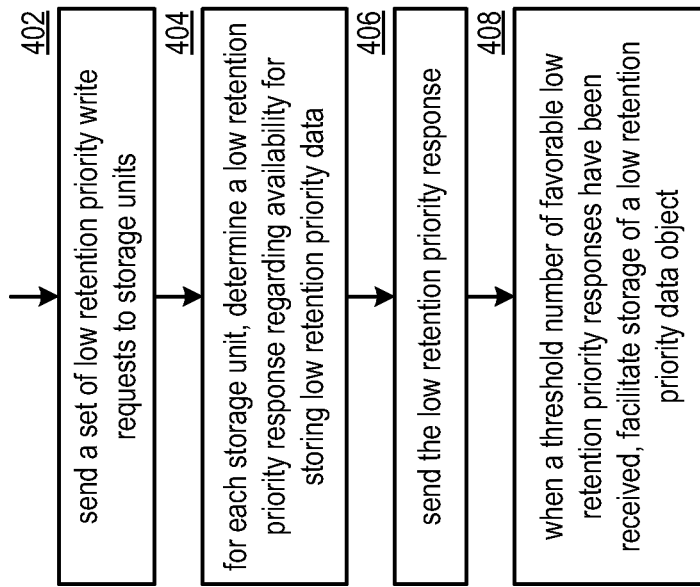 402
send a set of low retention priority write
requests to storage units
404
for each storage unit, determine a low retention
priority response regarding availability for
storing low retention priority data
406
send the low retention priority response
408
when a threshold number of favorable low
retention priority responses have been
received, facilitate storage of a low retention
priority data object